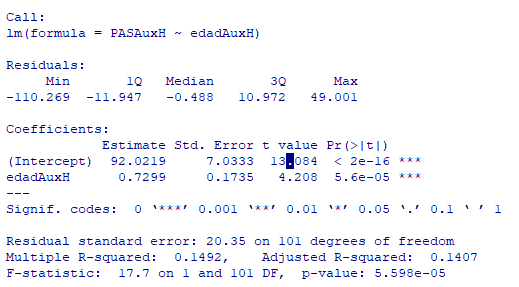 Call:
lm(formula = PASAuxH ~ edadAuxH)
Residuals:
Min 1Q Median 3Q Max
-110.269 -11.947 -0.488 10.972 49.001
Coefficients:
Estimate Std. Error t value Pr(>|t|)
(Intercept) 92.0219 7.0333 13.084 < 2e-16 ***
edadAuxH 0.7299 0.1735 4.208 5.6e-05 ***
---
Signif. codes: 0 ‘***’ 0.001 ‘**’ 0.01 ‘*’ 0.05 ‘.’ 0.1 ‘ ’ 1
Residual standard error: 20.35 on 101 degrees of freedom
Multiple R-squared: 0.1492, Adjusted R-squared: 0.1407
F-statistic: 17.7 on 1 and 101 DF, p-value: 5.598e-05